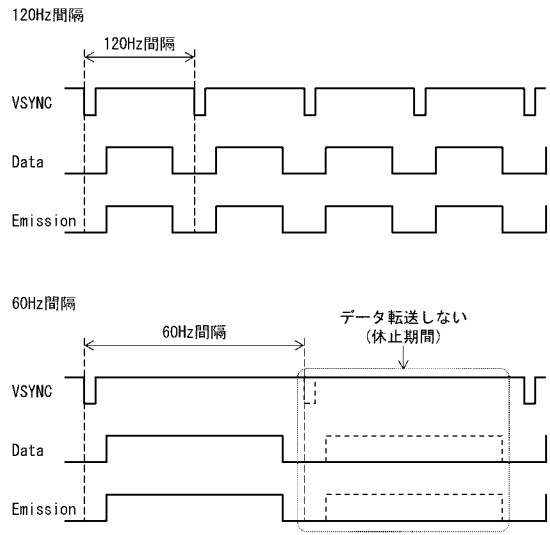 120Hz間隔
120Hz間隔
VSYNC
Data
Emission
60Hz間隔
データ転送しない
(休止期間)
60Hz間隔
VSYNC
Data
Emission